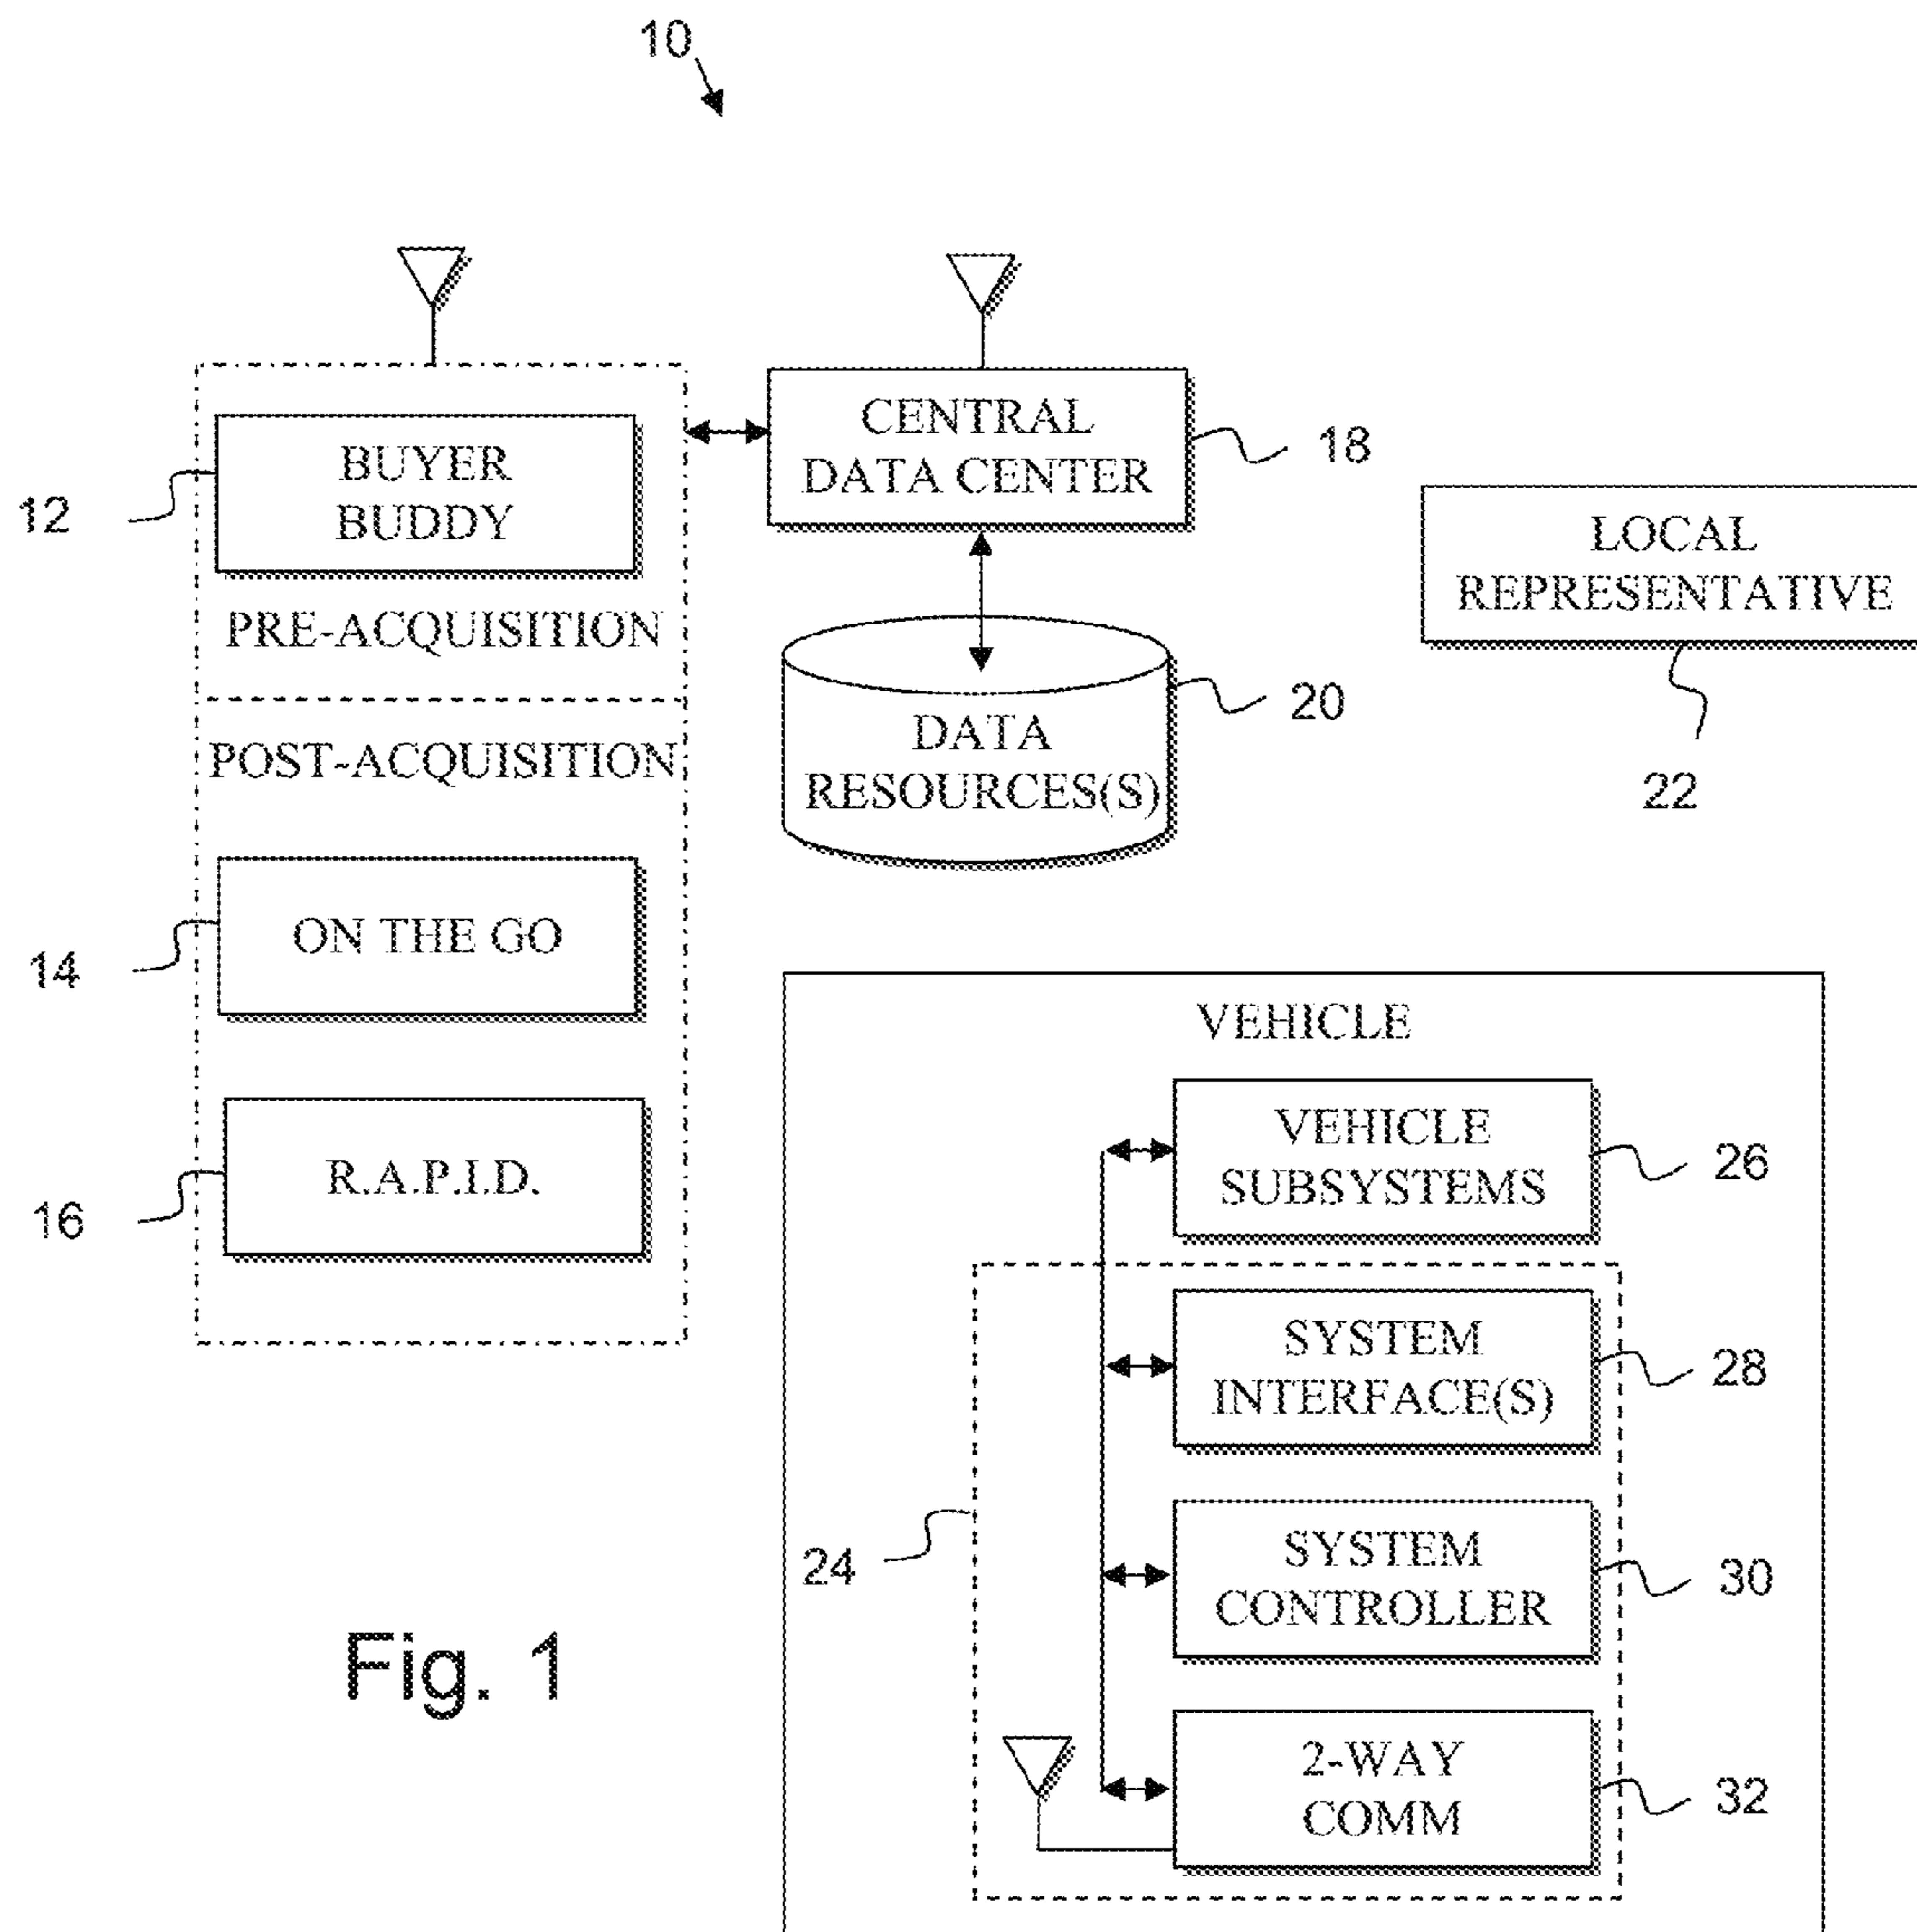 10
CENTRAL
DATA CENTER
18
BUYER
BUDDY
12
PRE-ACQUISITION
LOCAL
REPRESENTATIVE
22
DATA
RESOURCES(S)
20
POST-ACQUISITION
ON THE GO
14
R.A.P.I.D.
16
VEHICLE
VEHICLE
SUBSYSTEMS
26
SYSTEM
INTERFACE(S)
28
24
SYSTEM
CONTROLLER
30
2-WAY
COMM
32
Fig. 1